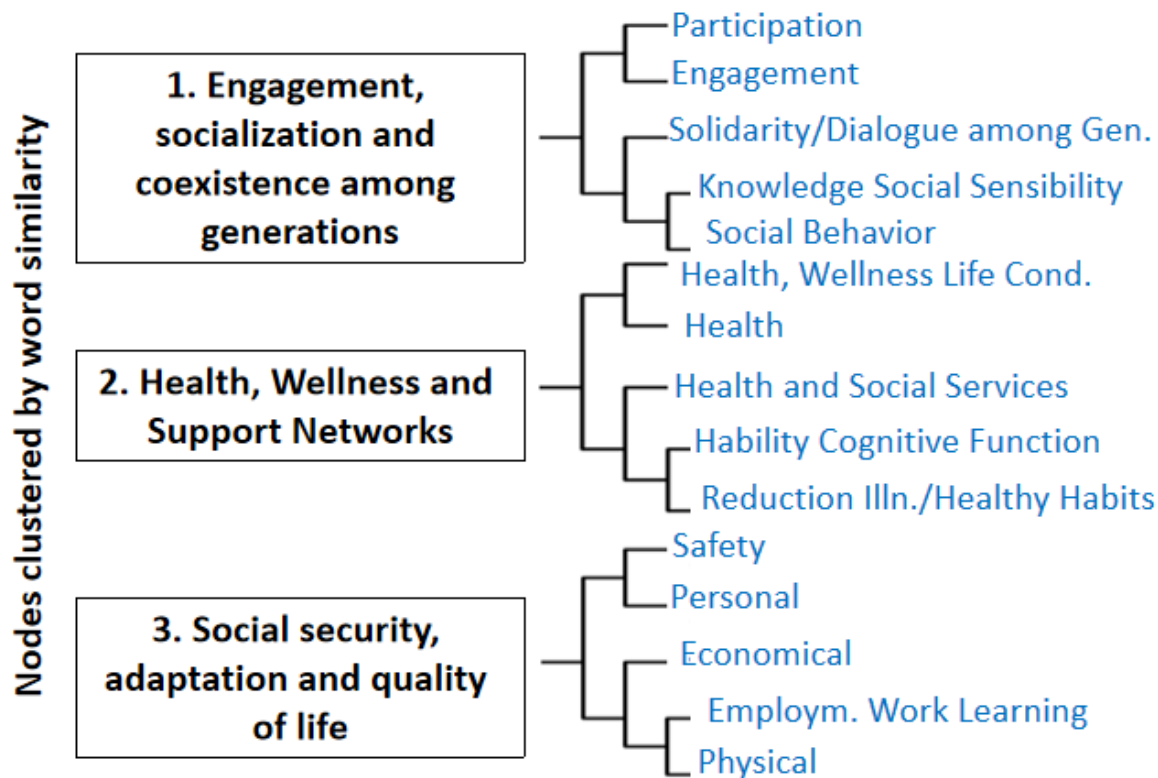 Nodes clustered by word similarity
1. Engagement,
socialization and
coexistence among
generations
Participation
Engagement
Solidarity/Dialogue among Gen.
Knowledge Social Sensibility
Social Behavior
2. Health, Wellness and
Support Networks
Health, Wellness Life Cond.
Health
Health and Social Services
Hability Cognitive Function
Reduction Illn./Healthy Habits
3. Social security,
adaptation and quality
of life
Safety
Personal
Economical
Employm. Work Learning
Physical